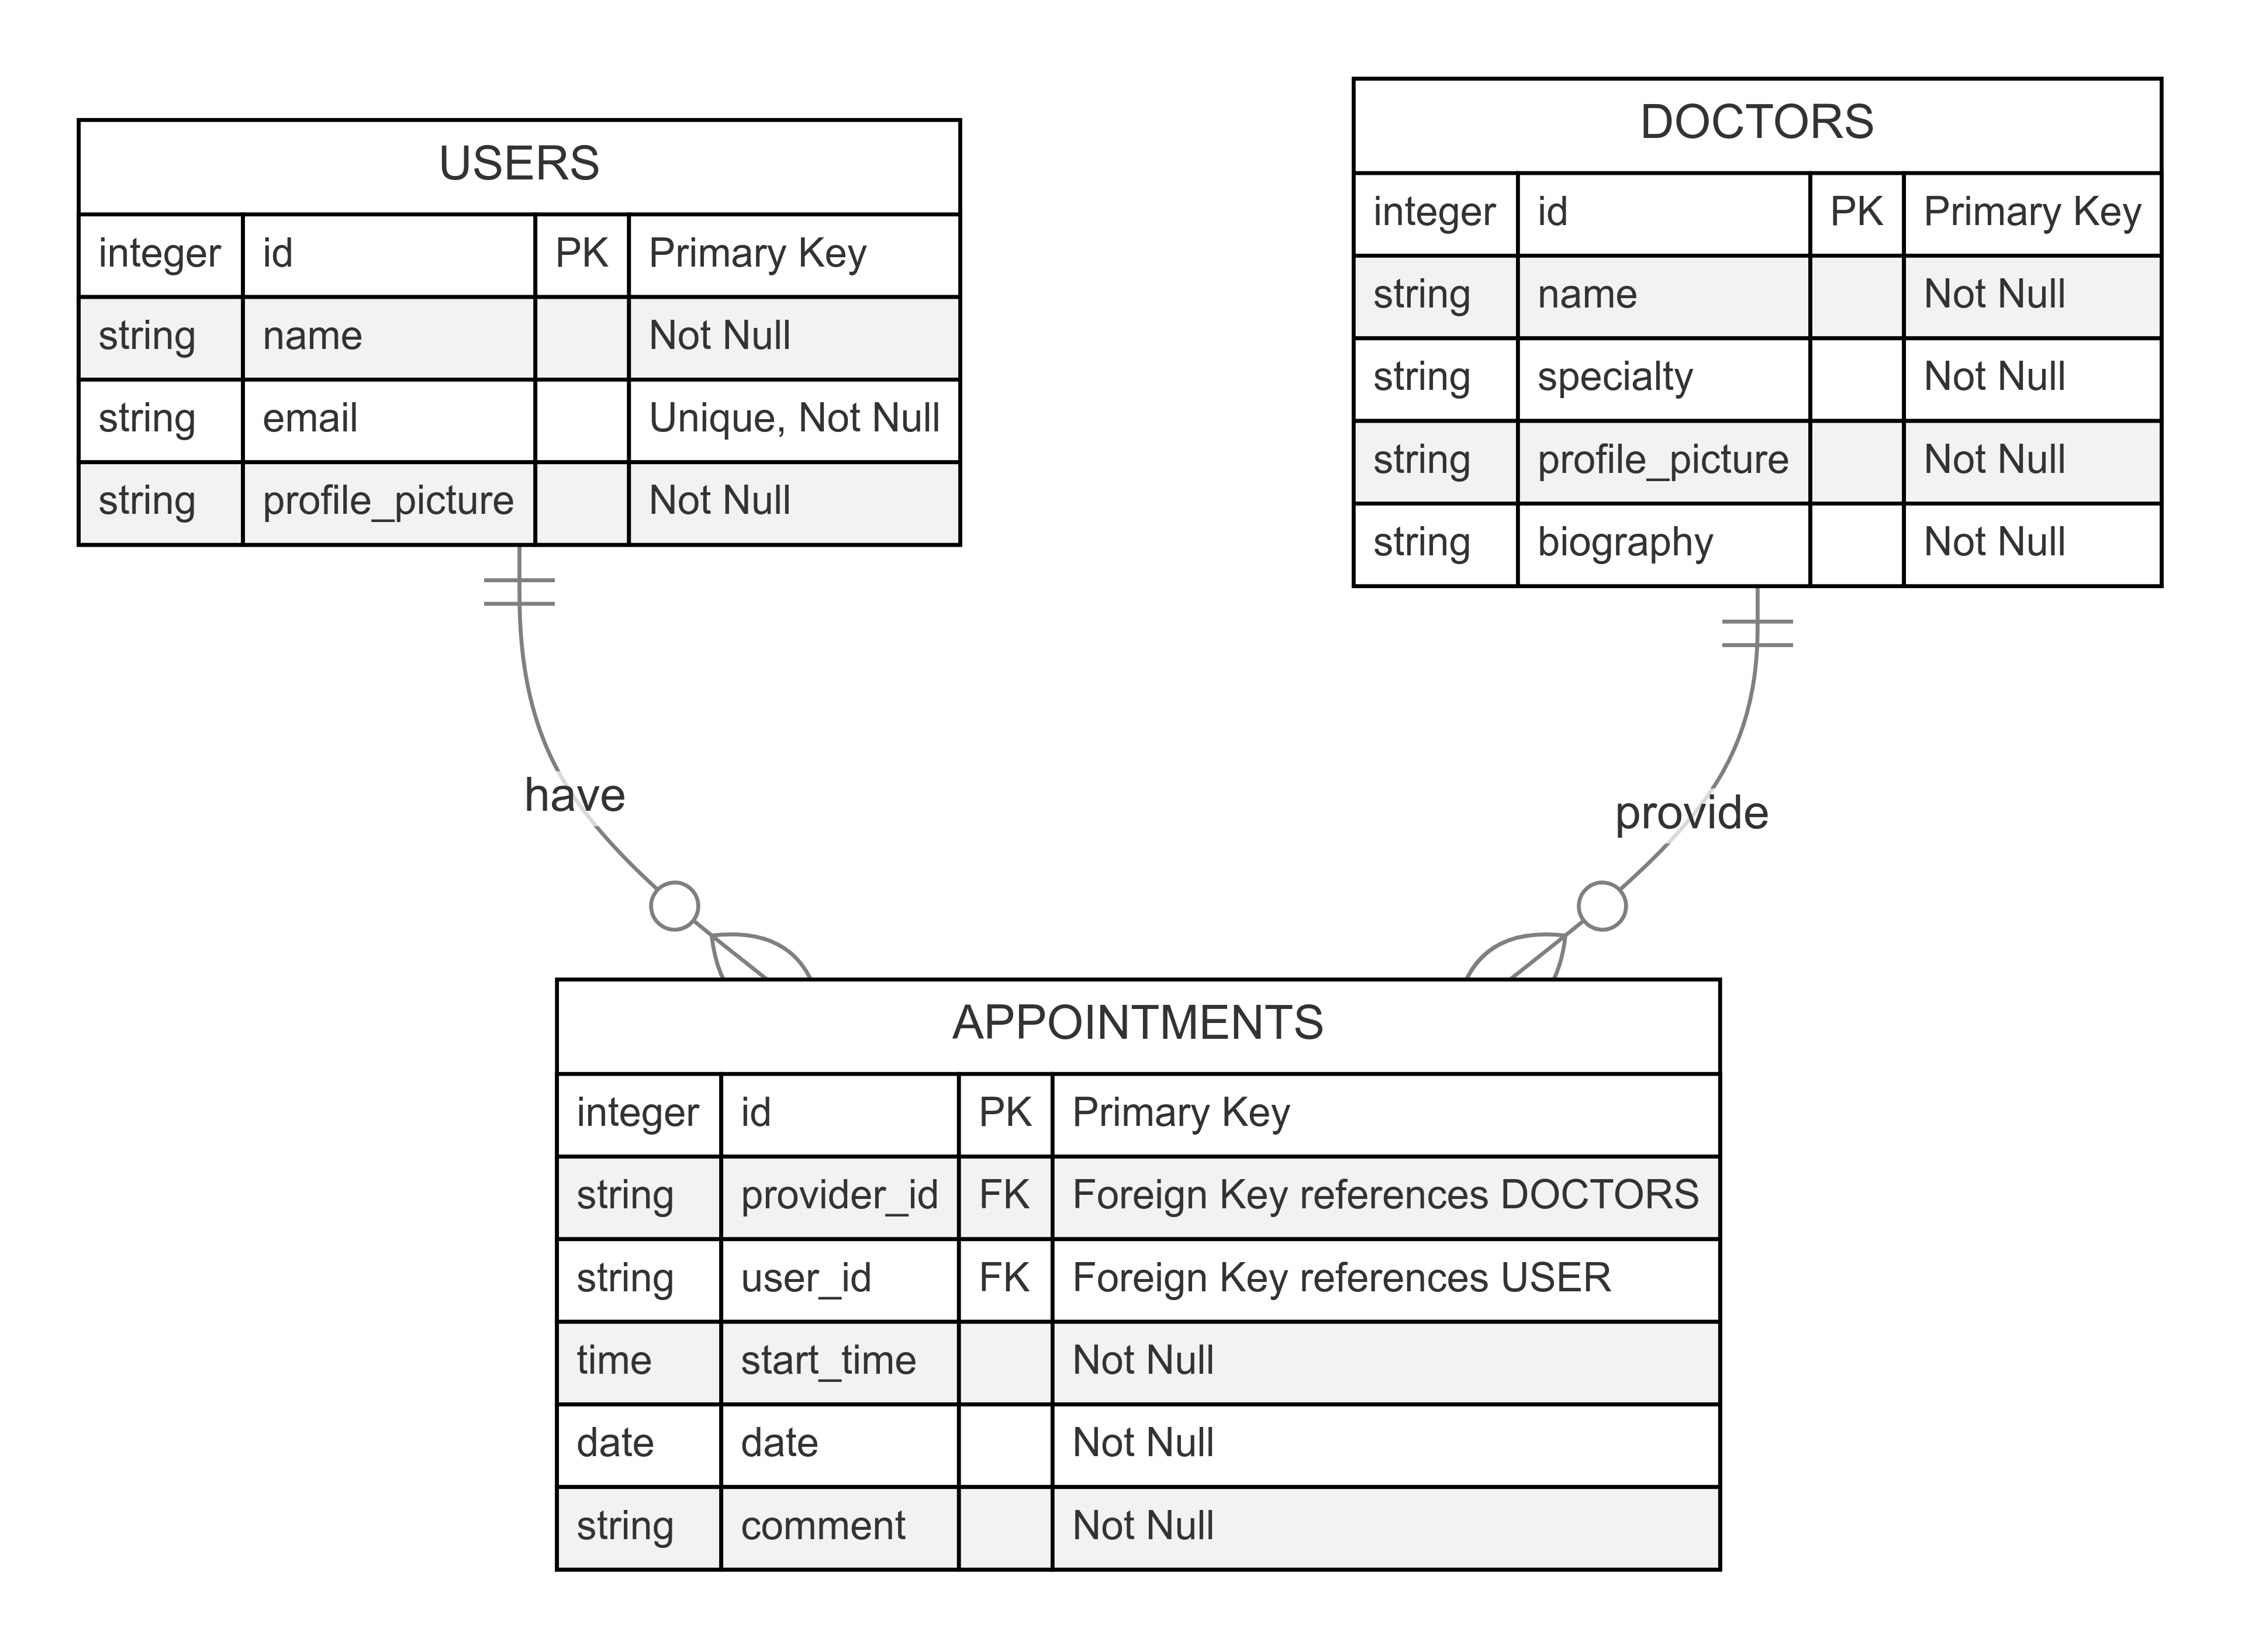 USERS
integer id PK Primary Key
string name Not Null
string email Unique, Not Null
string profile_picture Not Null
DOCTORS
integer id PK Primary Key
string name Not Null
string specialty Not Null
string profile_picture Not Null
string biography Not Null
have
provide
APPOINTMENTS
integer id PK Primary Key
string provider_id FK Foreign Key references DOCTORS
string user_id FK Foreign Key references USER
time start_time Not Null
date date Not Null
string comment Not Null